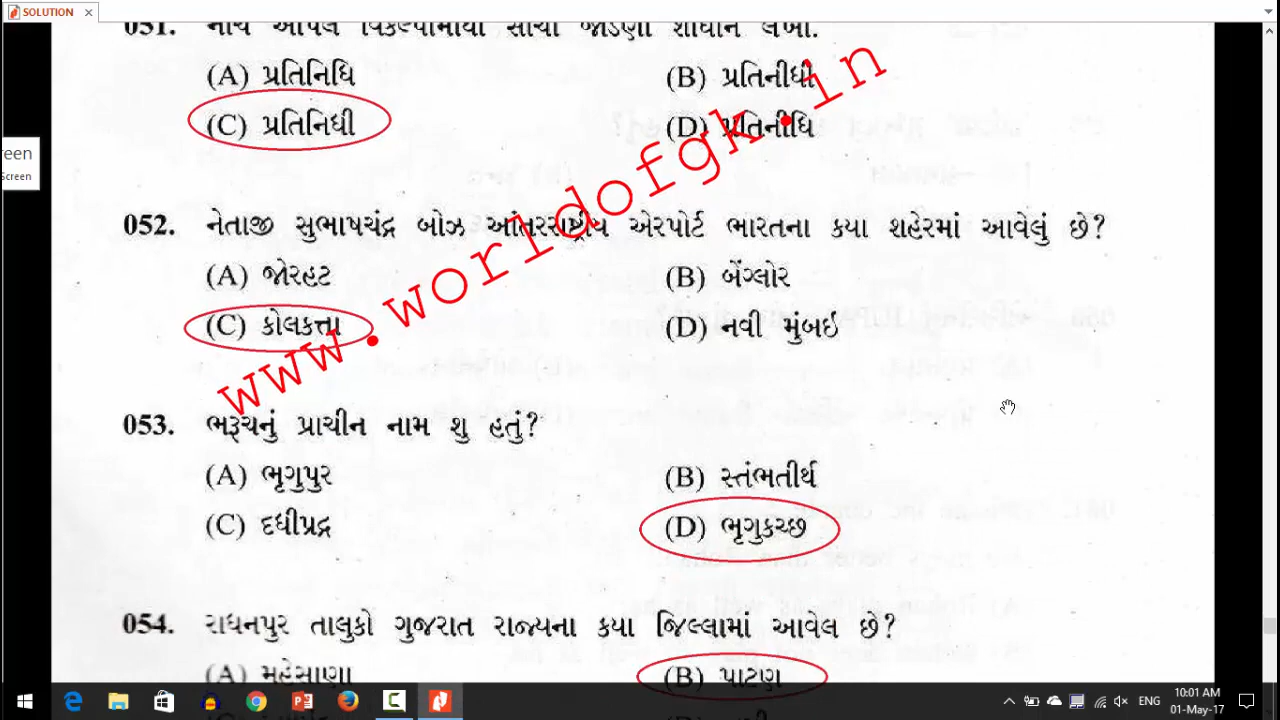 SOLUTION
051. નીચે આપેલ વિકલ્પોમાંથી સાચી જોડણી શોધીને લખો.
(A) પ્રતિનિધિ (B) પ્રતિનીધી
(C) પ્રતિનિધી (D) પ્રતિનીધિ
reen
Screen
052. નેતાજી સુભાષચંદ્ર બોઝ આંતરરાષ્ટ્રીય એરપોર્ટ ભારતના કયા શહેરમાં આવેલું છે?
(A) જોરહટ (B) બેંગ્લોર
(C) કોલકત્તા (D) નવી મુંબઇ
www.worldofgk.in
053. ભરૂચનું પ્રાચીન નામ શુ હતું?
(A) ભૃગુપુર (B) સ્તંભતીર્થ
(C) દધીપ્રદ્ર (D) ભૃગુકચ્છ
054. રાધનપુર તાલુકો ગુજરાત રાજ્યના કયા જિલ્લામાં આવેલ છે?
(A) મહેસાણા (B) પાટણ
ENG
10:01 AM
01-May-17